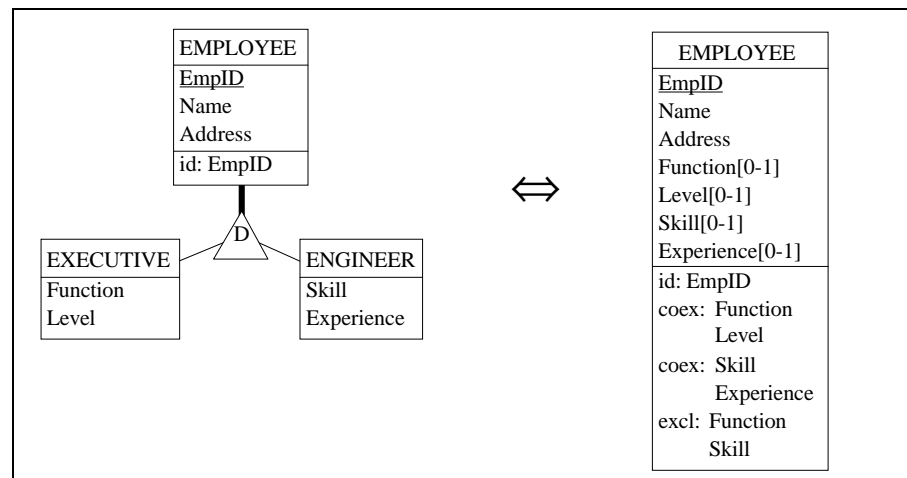 EMPLOYEE
EmpID
Name
Address
id: EmpID
D
EXECUTIVE
Function
Level
ENGINEER
Skill
Experience
⇔
EMPLOYEE
EmpID
Name
Address
Function[0-1]
Level[0-1]
Skill[0-1]
Experience[0-1]
id: EmpID
coex: Function
Level
coex: Skill
Experience
excl: Function
Skill